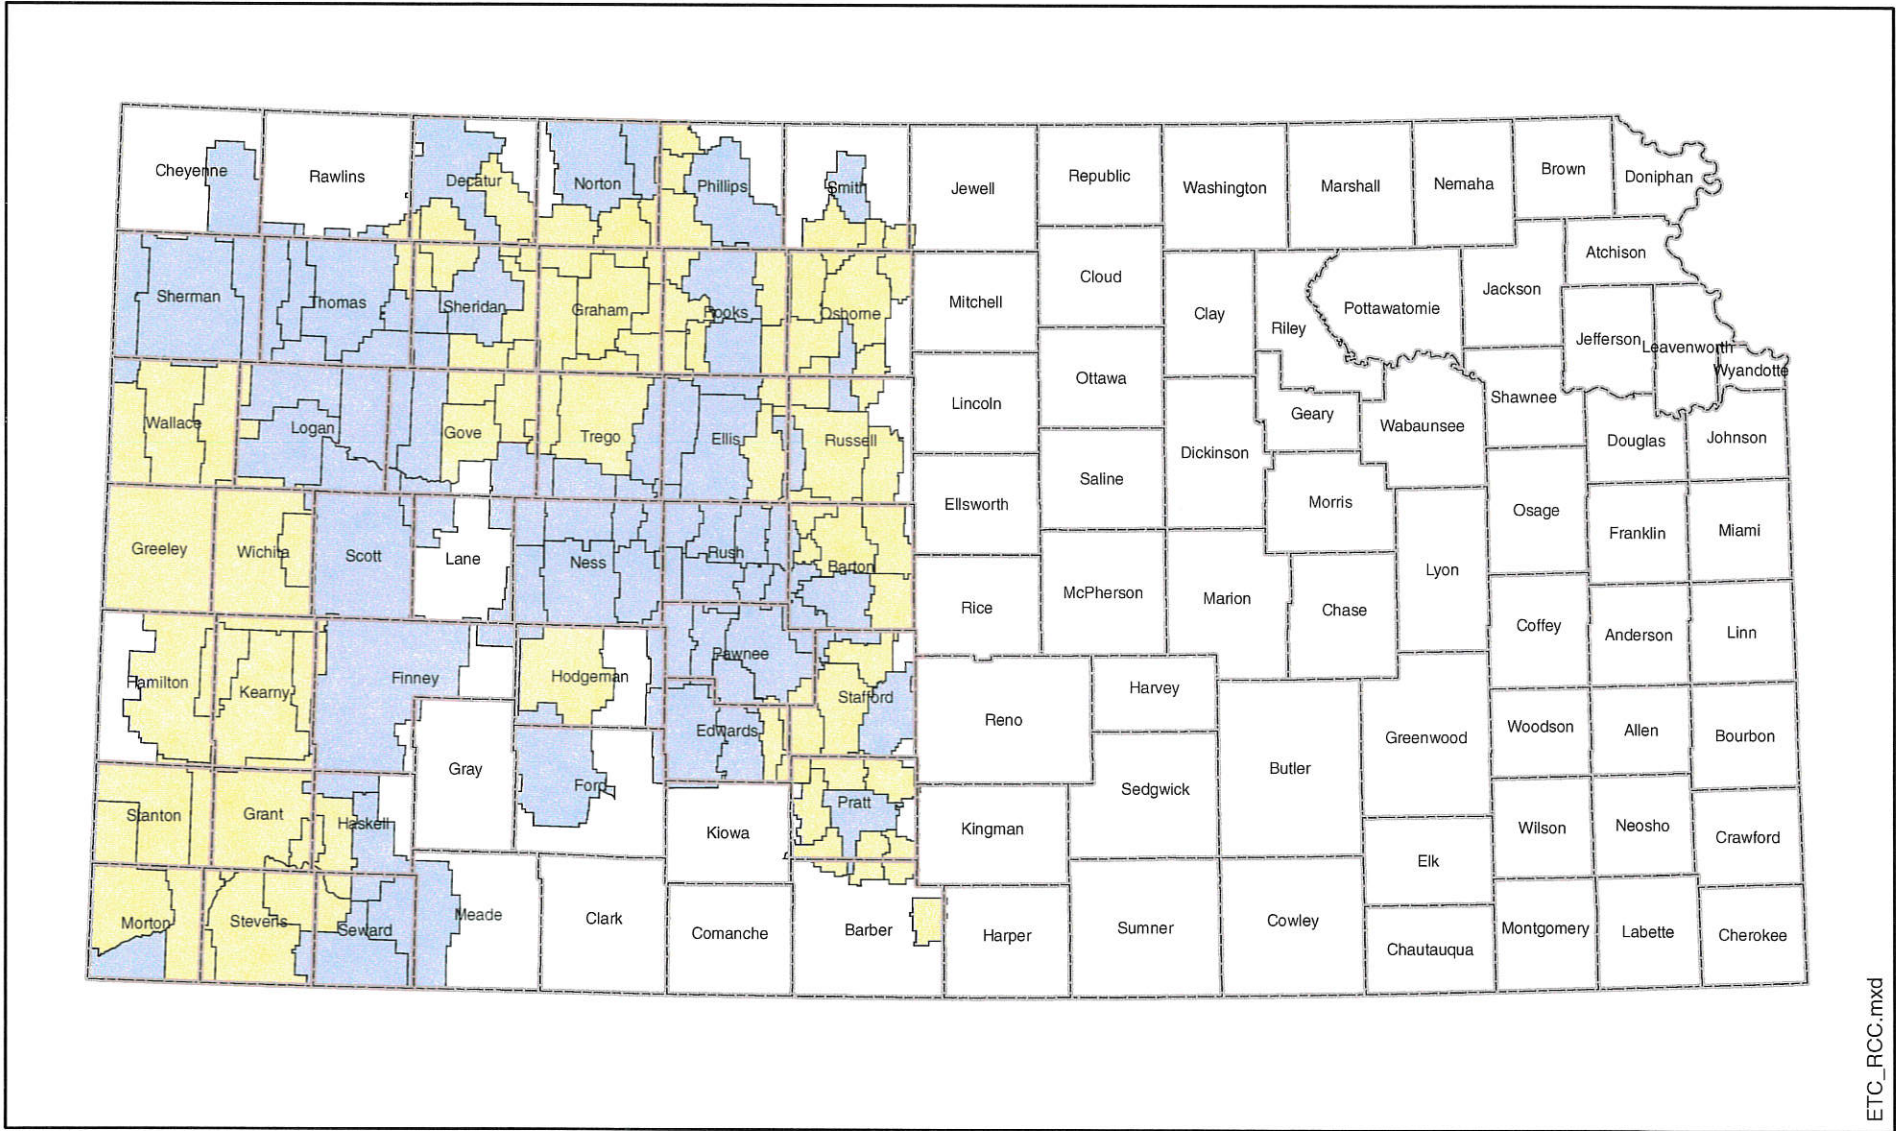 Cheyenne
Rawlins
Decatur
Norton
Phillips
Smith
Jewell
Republic
Washington
Marshall
Nemaha
Brown
Doniphan
Atchison
Sherman
Thomas
Sheridan
Graham
Rooks
Osborne
Mitchell
Cloud
Clay
Riley
Pottawatomie
Jackson
Jefferson
Leavenworth
Wyandotte
Ottawa
Lincoln
Wallace
Logan
Gove
Trego
Ellis
Russell
Geary
Wabaunsee
Shawnee
Douglas
Johnson
Dickinson
Saline
Ellsworth
Morris
Osage
Franklin
Miami
Greeley
Wichita
Scott
Lane
Ness
Rush
Barton
Rice
McPherson
Marion
Chase
Lyon
Coffey
Anderson
Linn
Hamilton
Kearny
Finney
Hodgeman
Pawnee
Stafford
Edwards
Reno
Harvey
Greenwood
Woodson
Allen
Bourbon
Gray
Ford
Sedgwick
Butler
Stanton
Grant
Haskell
Kiowa
Pratt
Kingman
Elk
Wilson
Neosho
Crawford
Morton
Stevens
Seward
Meade
Clark
Comanche
Barber
Harper
Sumner
Cowley
Chautauqua
Montgomery
Labette
Cherokee
ETC_RCC.mxd